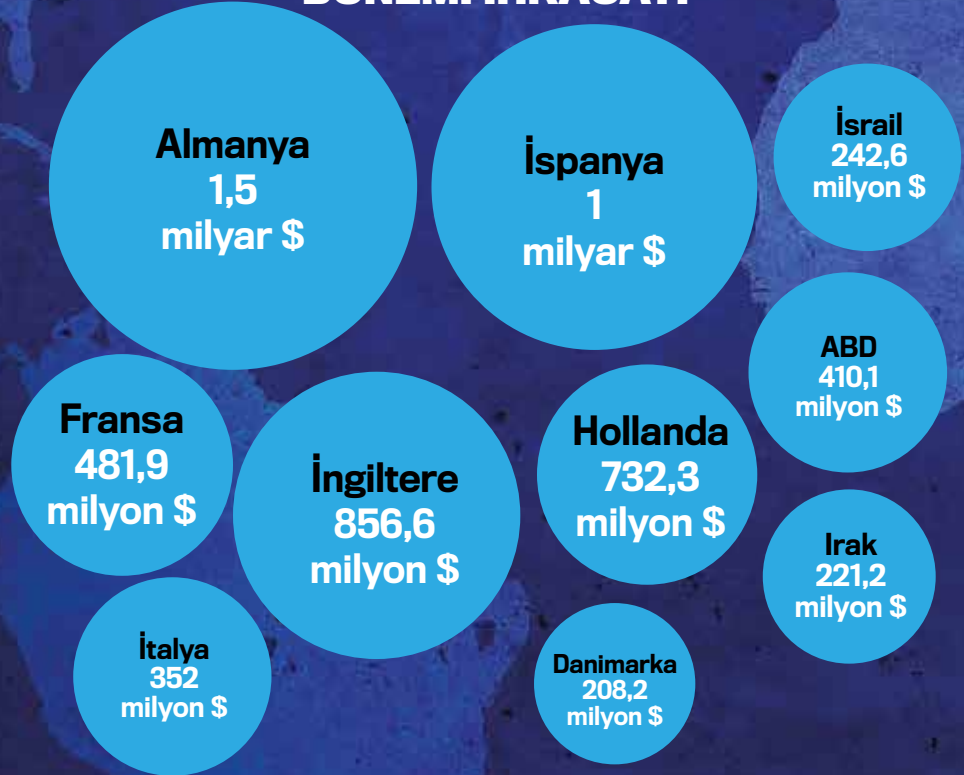 Almanya
1,5
milyar $
İspanya
1
milyar $
İsrail
242,6
milyon $
ABD
410,1
milyon $
Fransa
481,9
milyon $
İngiltere
856,6
milyon $
Hollanda
732,3
milyon $
Irak
221,2
milyon $
İtalya
352
milyon $
Danimarka
208,2
milyon $